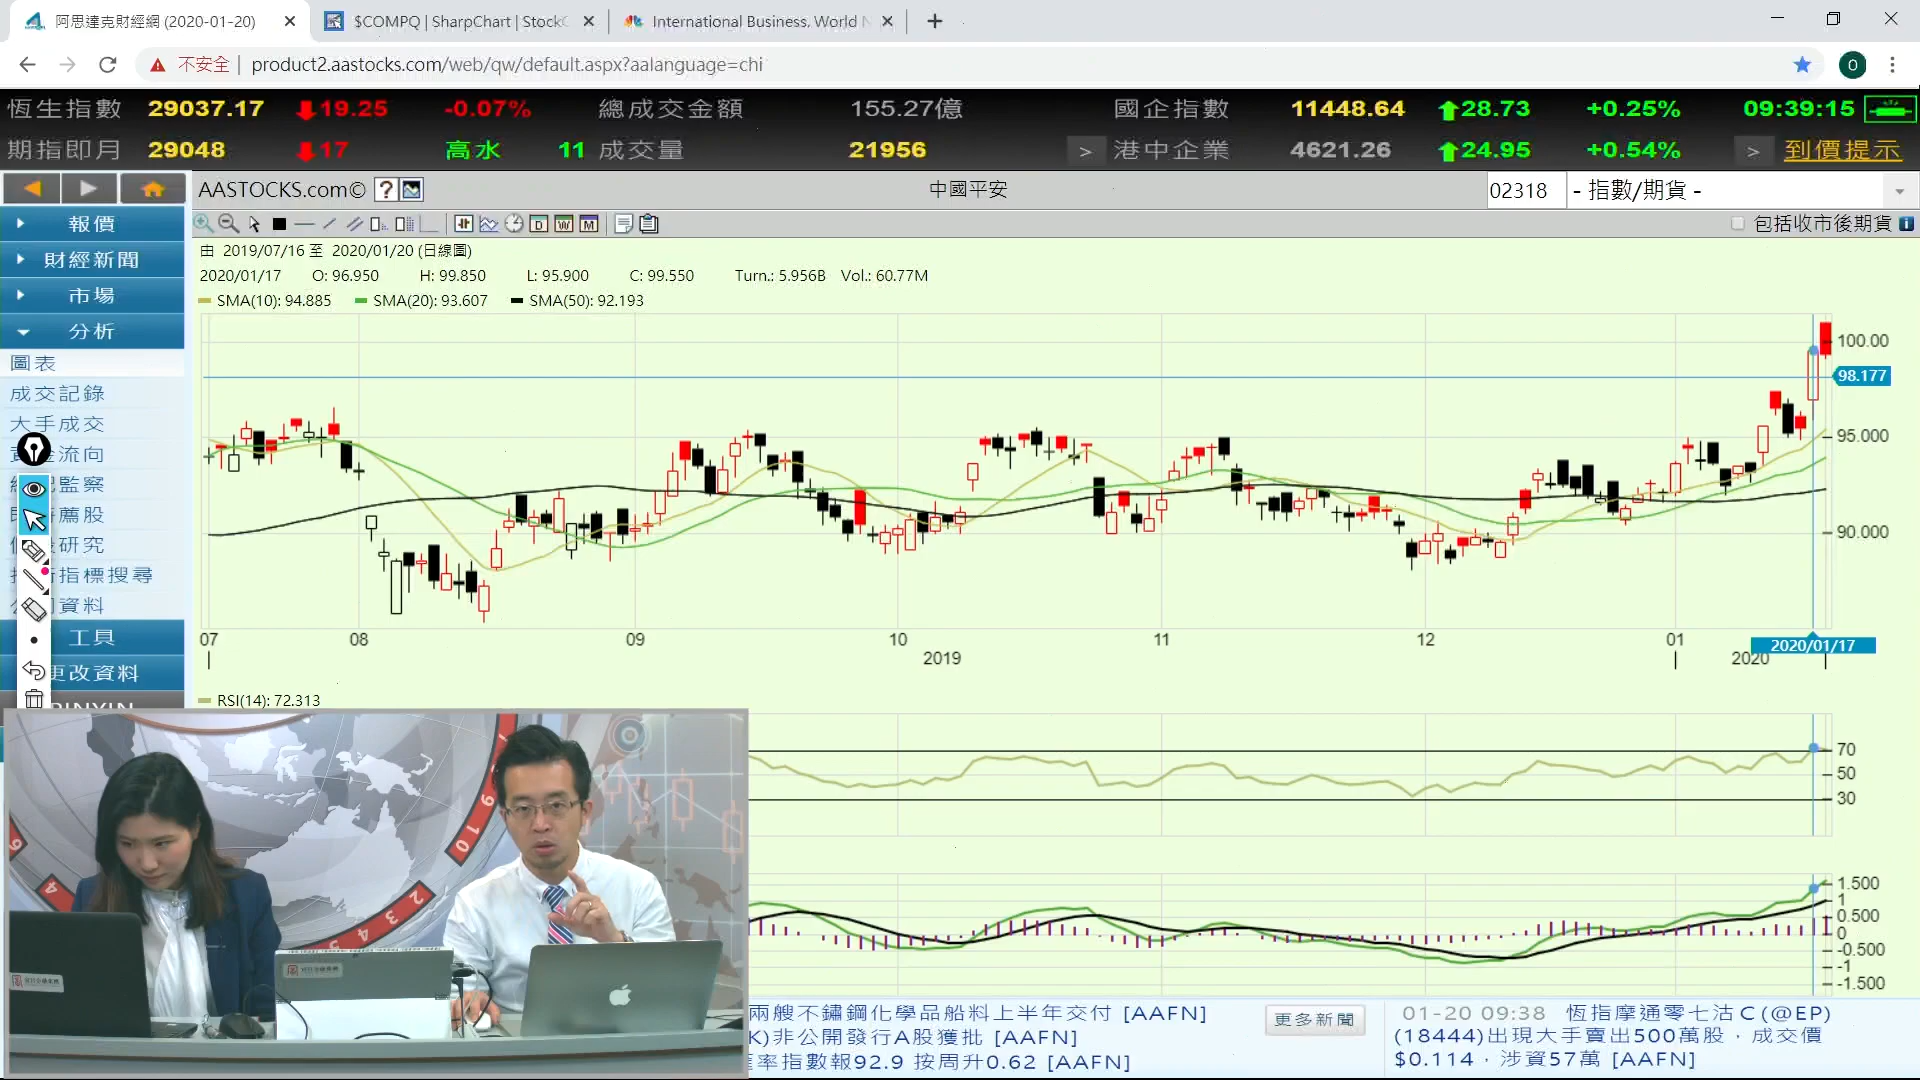 阿思達克財經網 (2020-01-20)
$COMPQ | SharpChart | StockC
International Business, World N
不安全
product2.aastocks.com/web/qw/default.aspx?aalanguage=chi
O
恆生指數 29037.17 19.25 -0.07% 總成交金額 155.27億 國企指數 11448.64 28.73 +0.25% 09:39:15
期指即月 29048 17 高水 11 成交量 21956 > 港中企業 4621.26 24.95 +0.54% > 到價提示
AASTOCKS.com© ? 中國平安 02318 - 指數/期貨 -
D W M 包括收市後期貨 i
由 2019/07/16 至 2020/01/20 (日線圖)
2020/01/17 O: 96.950 H: 99.850 L: 95.900 C: 99.550 Turn.: 5.956B Vol.: 60.77M
SMA(10): 94.885 SMA(20): 93.607 SMA(50): 92.193
報價
財經新聞
市場
分析
圖表
成交記錄
大手成交
流向
監察
薦股
研究
指標搜尋
資料
工具
更改資料
100.00
98.177
95.000
90.000
07 08 09 10 11 12 01
2020/01/17
2019 2020
RSI(14): 72.313
70
50
30
1.500
1
0.500
0
-0.500
-1
-1.500
9 10
9
4 4 3 2
兩艘不鏽鋼化學品船料上半年交付 [AAFN]
K)非公開發行A股獲批 [AAFN]
率指數報92.9 按周升0.62 [AAFN]
更多新聞
01-20 09:38 恆指摩通零七沽C(@EP)
(18444)出現大手賣出500萬股，成交價
$0.114，涉資57萬 [AAFN]